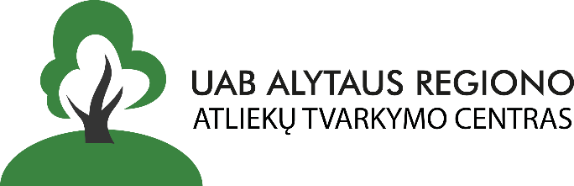 UAB ALYTAUS REGIONO
ATLIEKŲ TVARKYMO CENTRAS